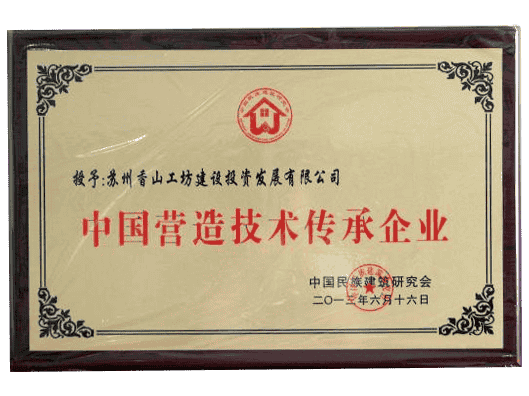 授予:苏州香山工坊建设投资发展有限公司
中国营造技术传承企业
中国民族建筑研究会
二〇一三年六月十六日